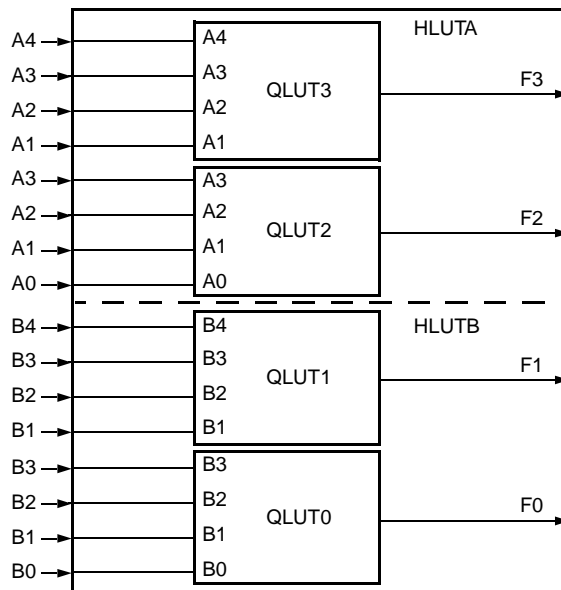 HLUTA
A4 A4
A3 A3
QLUT3 F3
A2 A2
A1 A1
A3 A3
A2 A2
QLUT2 F2
A1 A1
A0 A0
HLUTB
B4 B4
B3 B3
QLUT1 F1
B2 B2
B1 B1
B3 B3
B2 B2
QLUT0 F0
B1 B1
B0 B0